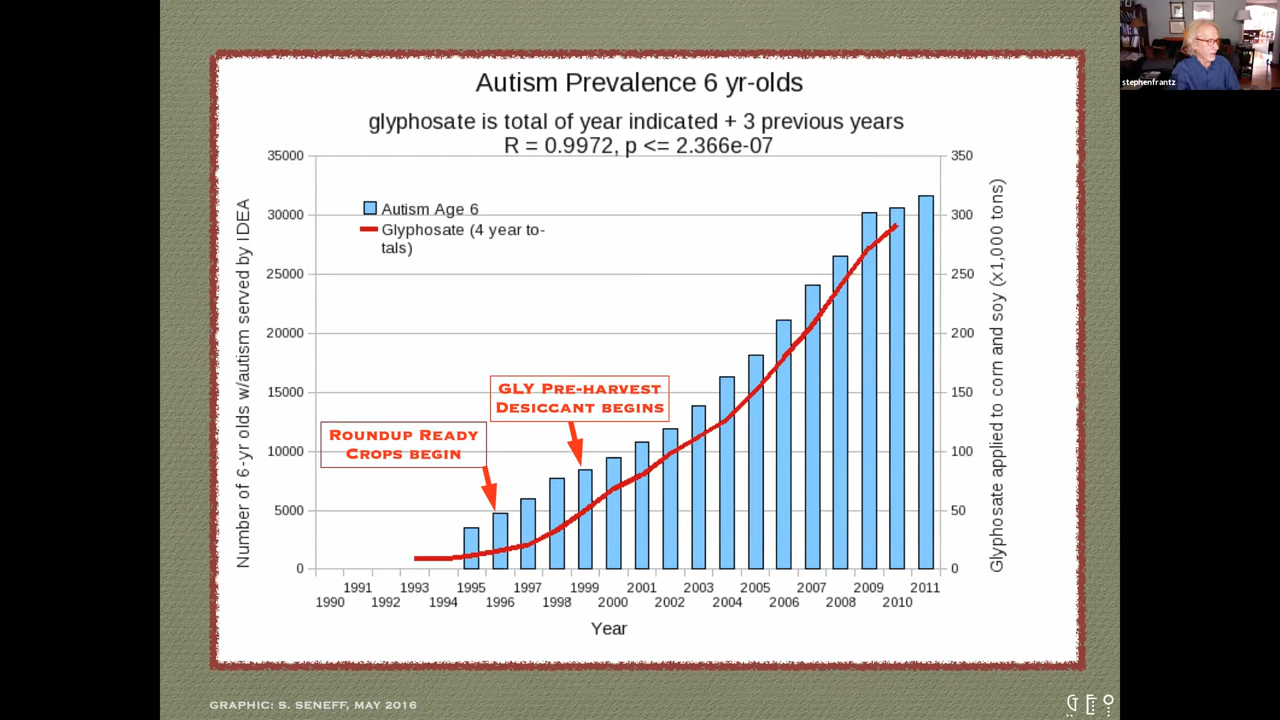 stephenfrantz
Autism Prevalence 6 yr-olds
glyphosate is total of year indicated + 3 previous years
R = 0.9972, p <= 2.366e-07
Number of 6-yr olds w/autism served by IDEA
35000
30000
25000
20000
15000
10000
5000
0
Autism Age 6
Glyphosate (4 year to-
tals)
GLY Pre-harvest
Desiccant begins
Roundup Ready
Crops begin
350
300
250
200
150
100
50
0
Glyphosate applied to corn and soy (x1,000 tons)
1991 1993 1995 1997 1999 2001 2003 2005 2007 2009 2011
1990 1992 1994 1996 1998 2000 2002 2004 2006 2008 2010
Year
GRAPHIC: S. SENEFF, MAY 2016
GEO